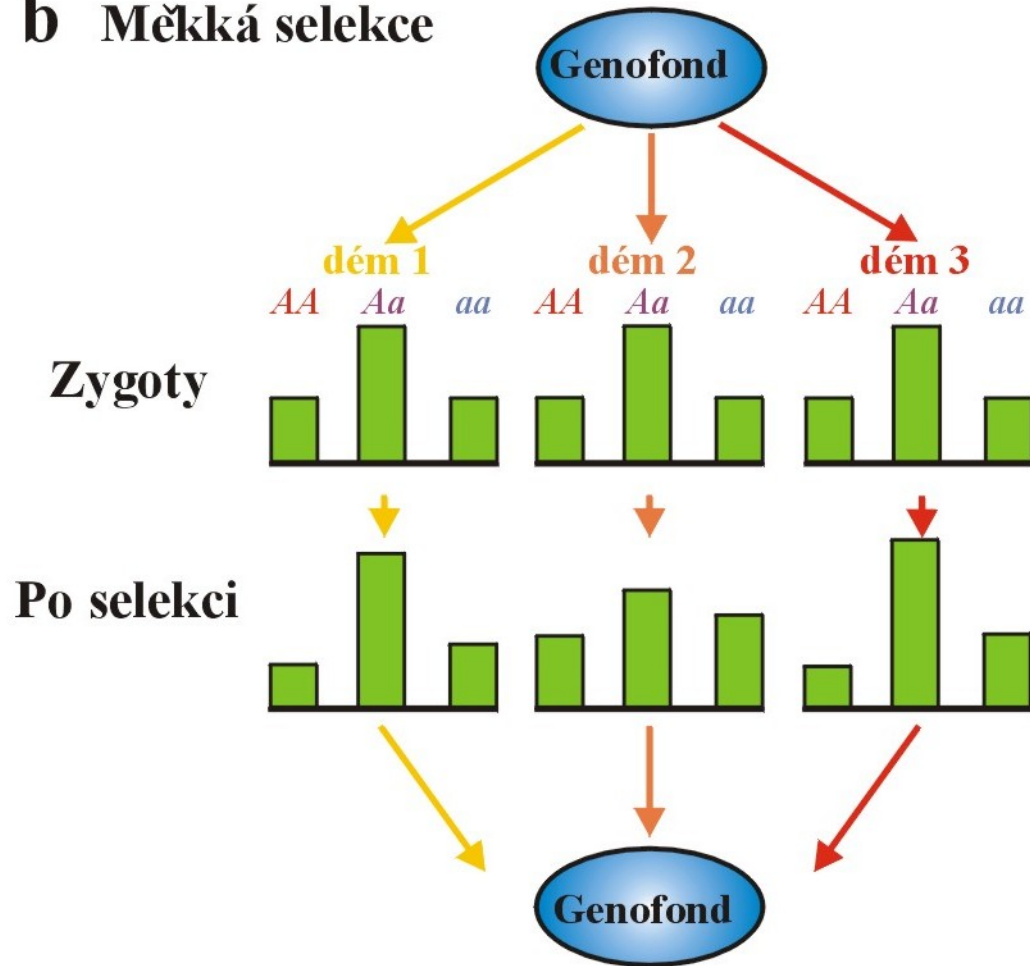 b Měkká selekce
Genofond
dém 1 dém 2 dém 3
AA Aa aa AA Aa aa AA Aa aa
Zygoty
Po selekci
Genofond